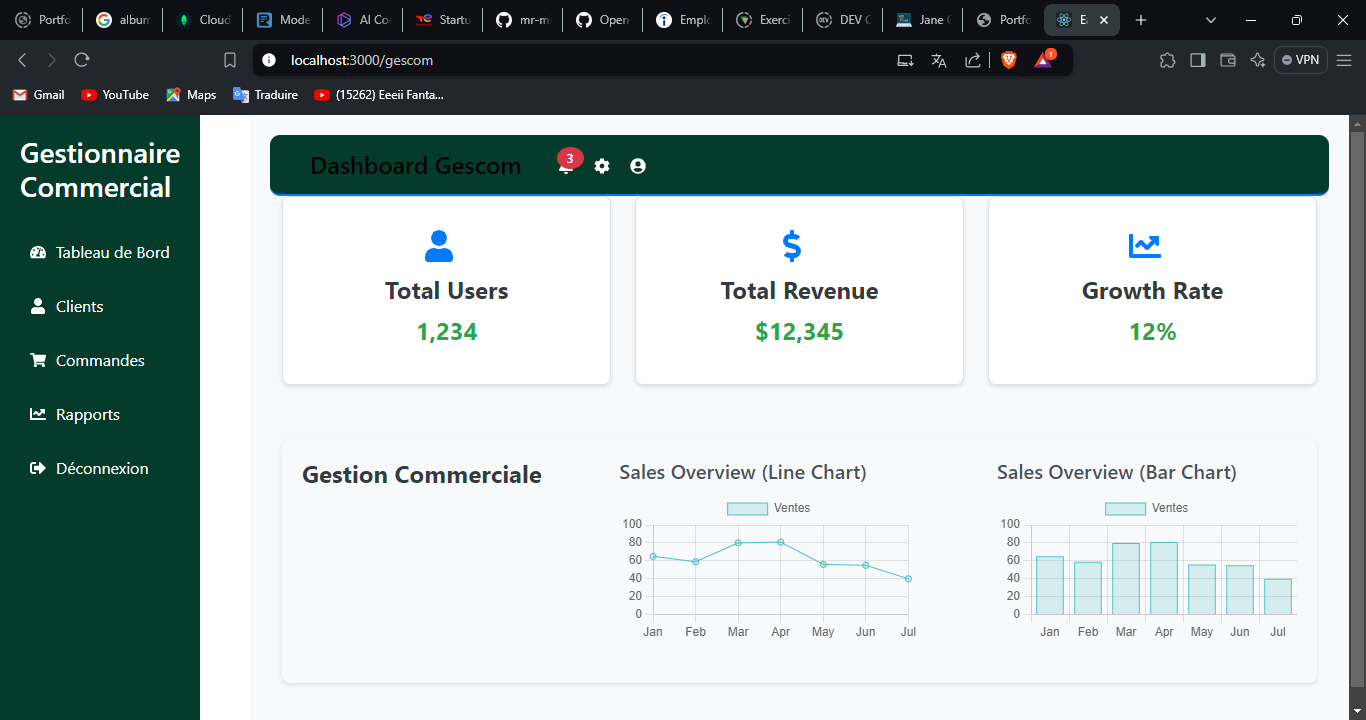 Portfo
album
Cloud
Mode
AI Co
Startu
mr-m
Open
Emplo
Exerci
DEV C
Jane C
Portfo
localhost:3000/gescom
1
VPN
Gmail
YouTube
Maps
Traduire
(15262) Eeeii Fanta...
Gestionnaire
Commercial
Tableau de Bord
Clients
Commandes
Rapports
Déconnexion
Dashboard Gescom
3
Total Users
1,234
Total Revenue
$12,345
Growth Rate
12%
Gestion Commerciale
Sales Overview (Line Chart)
Ventes
100
80
60
40
20
0
Jan Feb Mar Apr May Jun Jul
Sales Overview (Bar Chart)
Ventes
100
80
60
40
20
0
Jan Feb Mar Apr May Jun Jul